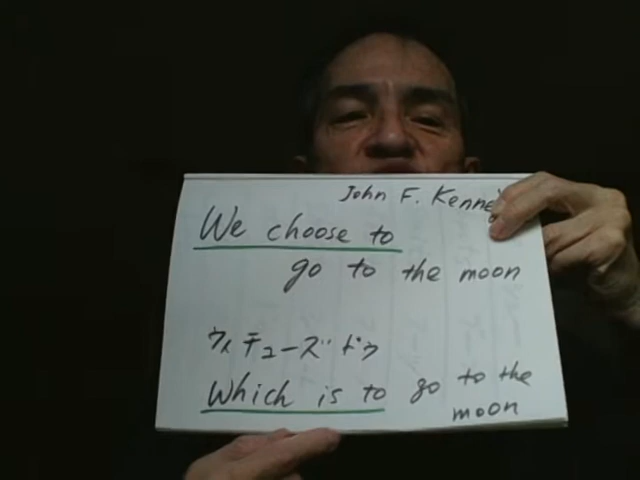 John F. Kenne
We choose to
go to the moon
ウィチューズドゥ
Which is to go to the
moon